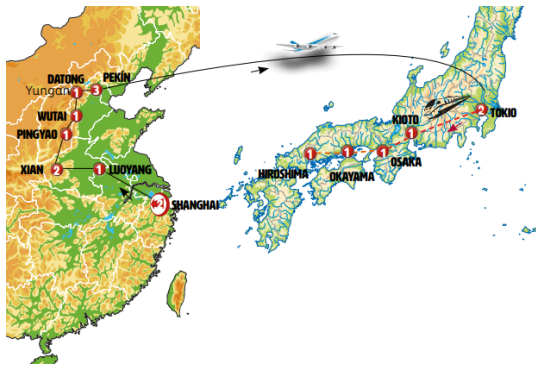 DATONG
PEKÍN
Yungan
1
3
WUTAI
1
PINGYAO
1
XIAN
2
1
LUOYANG
2
SHANGHAI
KIOTO
2
TOKIO
1
HIROSHIMA
1
1
OKAYAMA
1
OSAKA